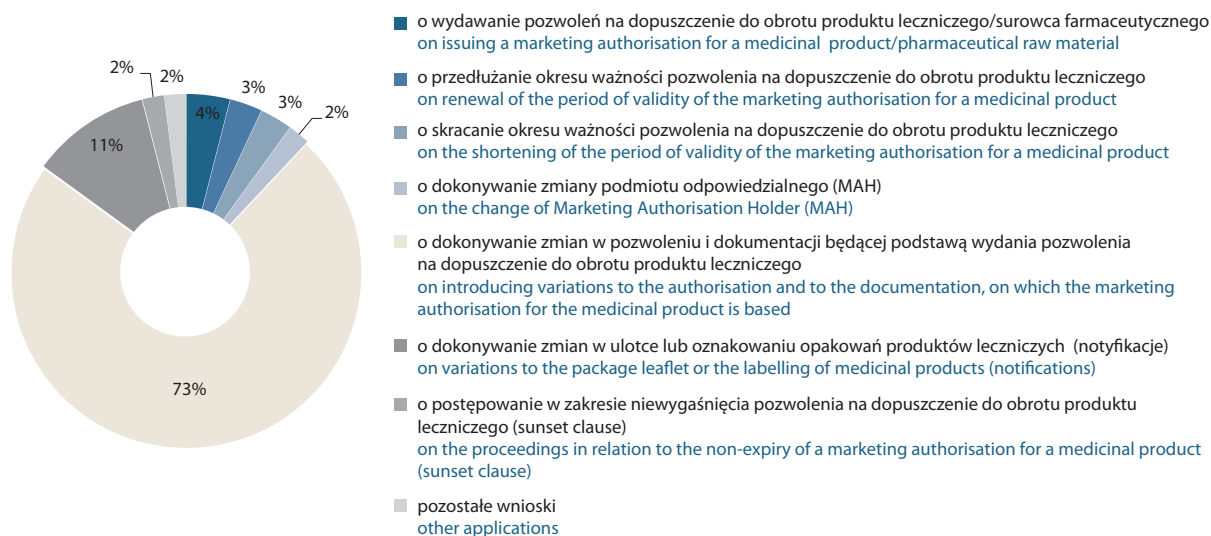 2%
2%
4%
3%
3%
2%
11%
73%
o wydawanie pozwoleń na dopuszczenie do obrotu produktu leczniczego/surowca farmaceutycznego
on issuing a marketing authorisation for a medicinal product/pharmaceutical raw material
o przedłużanie okresu ważności pozwolenia na dopuszczenie do obrotu produktu leczniczego
on renewal of the period of validity of the marketing authorisation for a medicinal product
o skracanie okresu ważności pozwolenia na dopuszczenie do obrotu produktu leczniczego
on the shortening of the period of validity of the marketing authorisation for a medicinal product
o dokonywanie zmiany podmiotu odpowiedzialnego (MAH)
on the change of Marketing Authorisation Holder (MAH)
o dokonywanie zmian w pozwoleniu i dokumentacji będącej podstawą wydania pozwolenia
na dopuszczenie do obrotu produktu leczniczego
on introducing variations to the authorisation and to the documentation, on which the marketing
authorisation for the medicinal product is based
o dokonywanie zmian w ulotce lub oznakowaniu opakowań produktów leczniczych (notyfikacje)
on variations to the package leaflet or the labelling of medicinal products (notifications)
o postępowanie w zakresie niewygaśnięcia pozwolenia na dopuszczenie do obrotu produktu
leczniczego (sunset clause)
on the proceedings in relation to the non-expiry of a marketing authorisation for a medicinal product
(sunset clause)
pozostałe wnioski
other applications